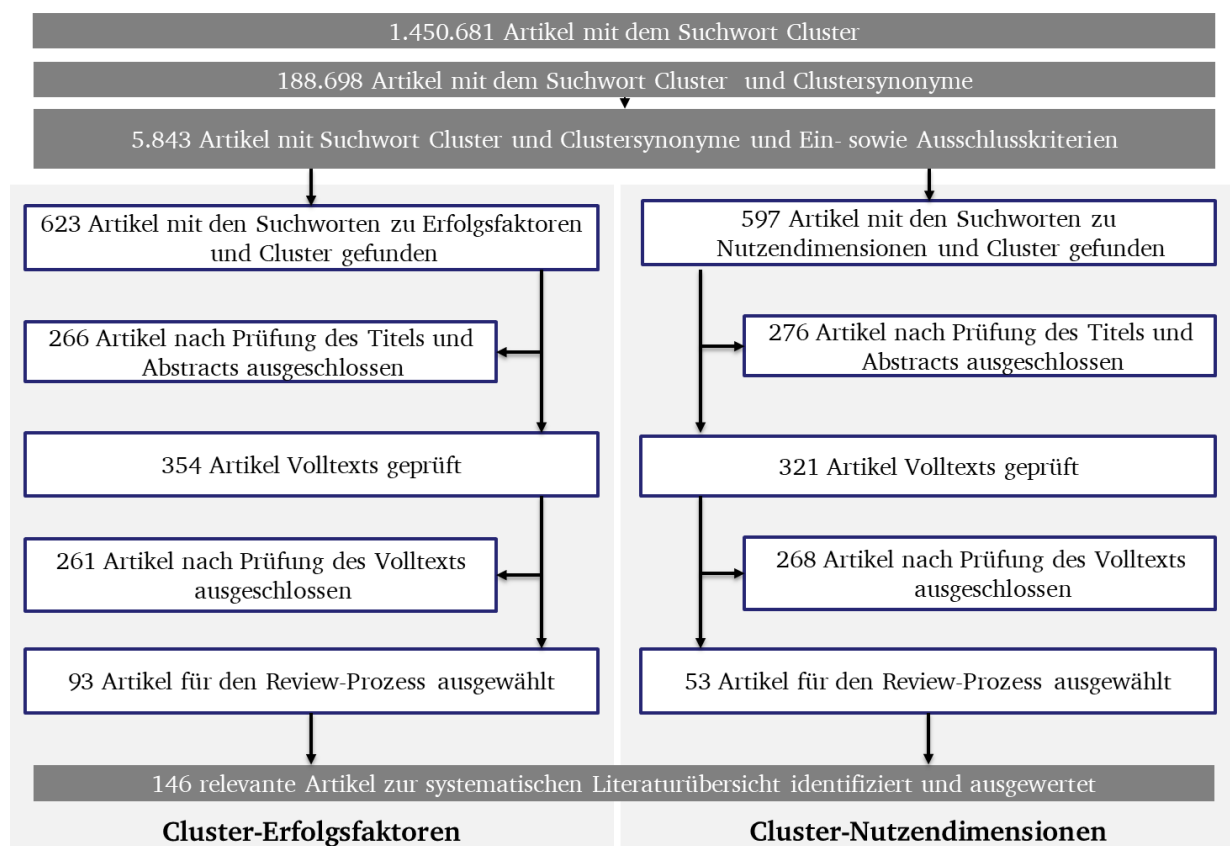 1.450.681 Artikel mit dem Suchwort Cluster
188.698 Artikel mit dem Suchwort Cluster und Clustersynonyme
5.843 Artikel mit Suchwort Cluster und Clustersynonyme und Ein- sowie Ausschlusskriterien
623 Artikel mit den Suchworten zu Erfolgsfaktoren
und Cluster gefunden
266 Artikel nach Prüfung des Titels und
Abstracts ausgeschlossen
354 Artikel Volltexts geprüft
261 Artikel nach Prüfung des Volltexts
ausgeschlossen
93 Artikel für den Review-Prozess ausgewählt
597 Artikel mit den Suchworten zu
Nutzendimensionen und Cluster gefunden
276 Artikel nach Prüfung des Titels und
Abstracts ausgeschlossen
321 Artikel Volltexts geprüft
268 Artikel nach Prüfung des Volltexts
ausgeschlossen
53 Artikel für den Review-Prozess ausgewählt
146 relevante Artikel zur systematischen Literaturübersicht identifiziert und ausgewertet
Cluster-Erfolgsfaktoren
Cluster-Nutzendimensionen